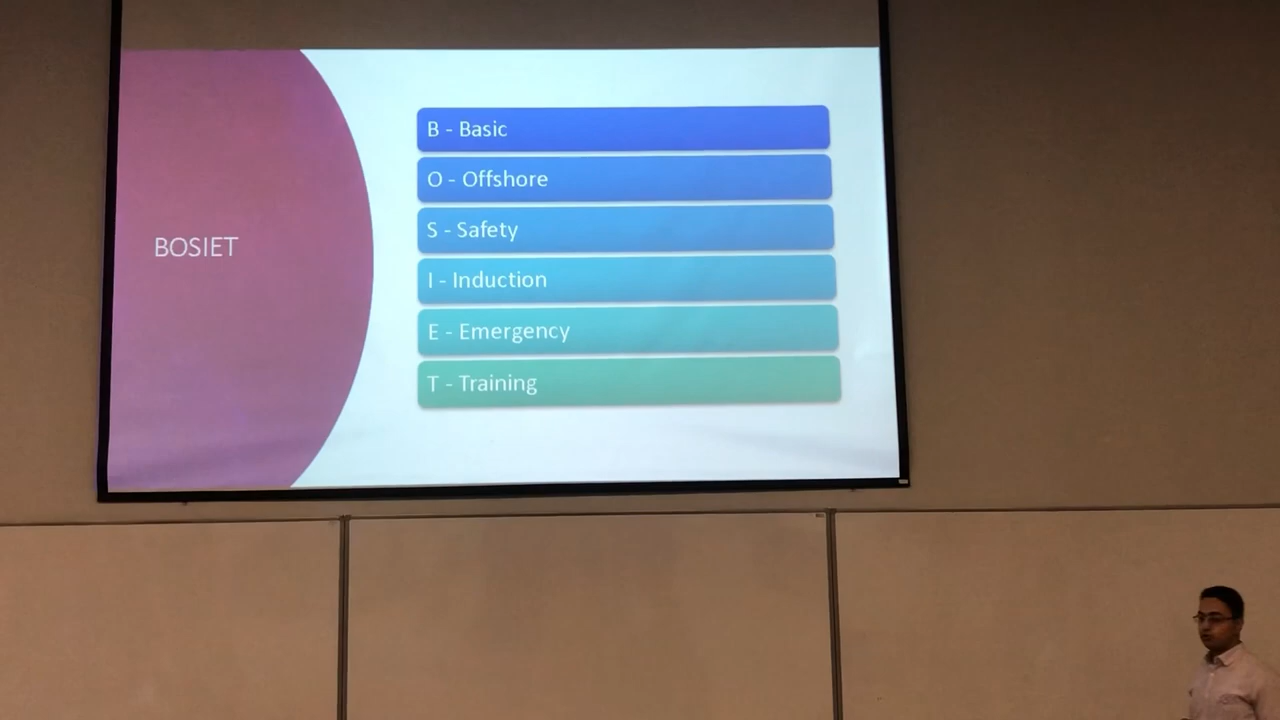 BOSIET
B - Basic
O - Offshore
S - Safety
I - Induction
E - Emergency
T - Training